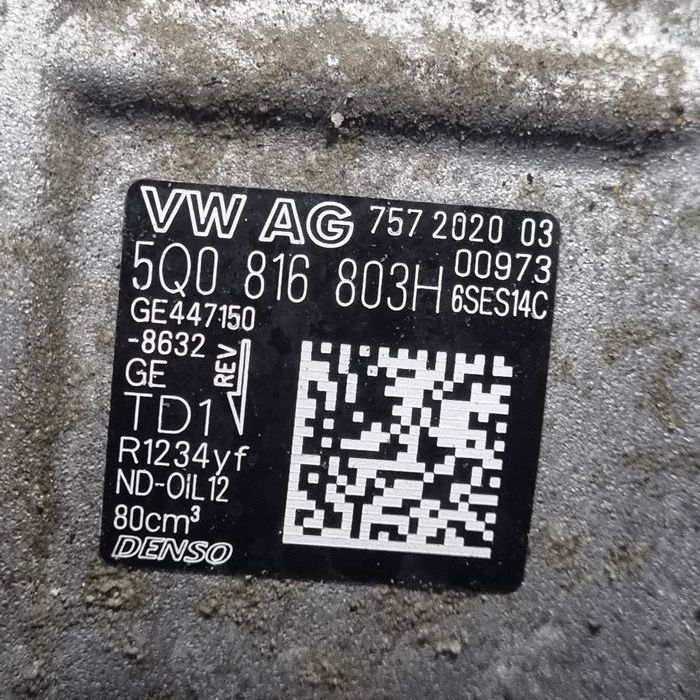 VW AG 757 2020 03
5Q0 816 803H 00973
6SES14C
GE447150
-8632
GE REV
TD1
R1234yf
ND-OiL12
80cm³
DENSO